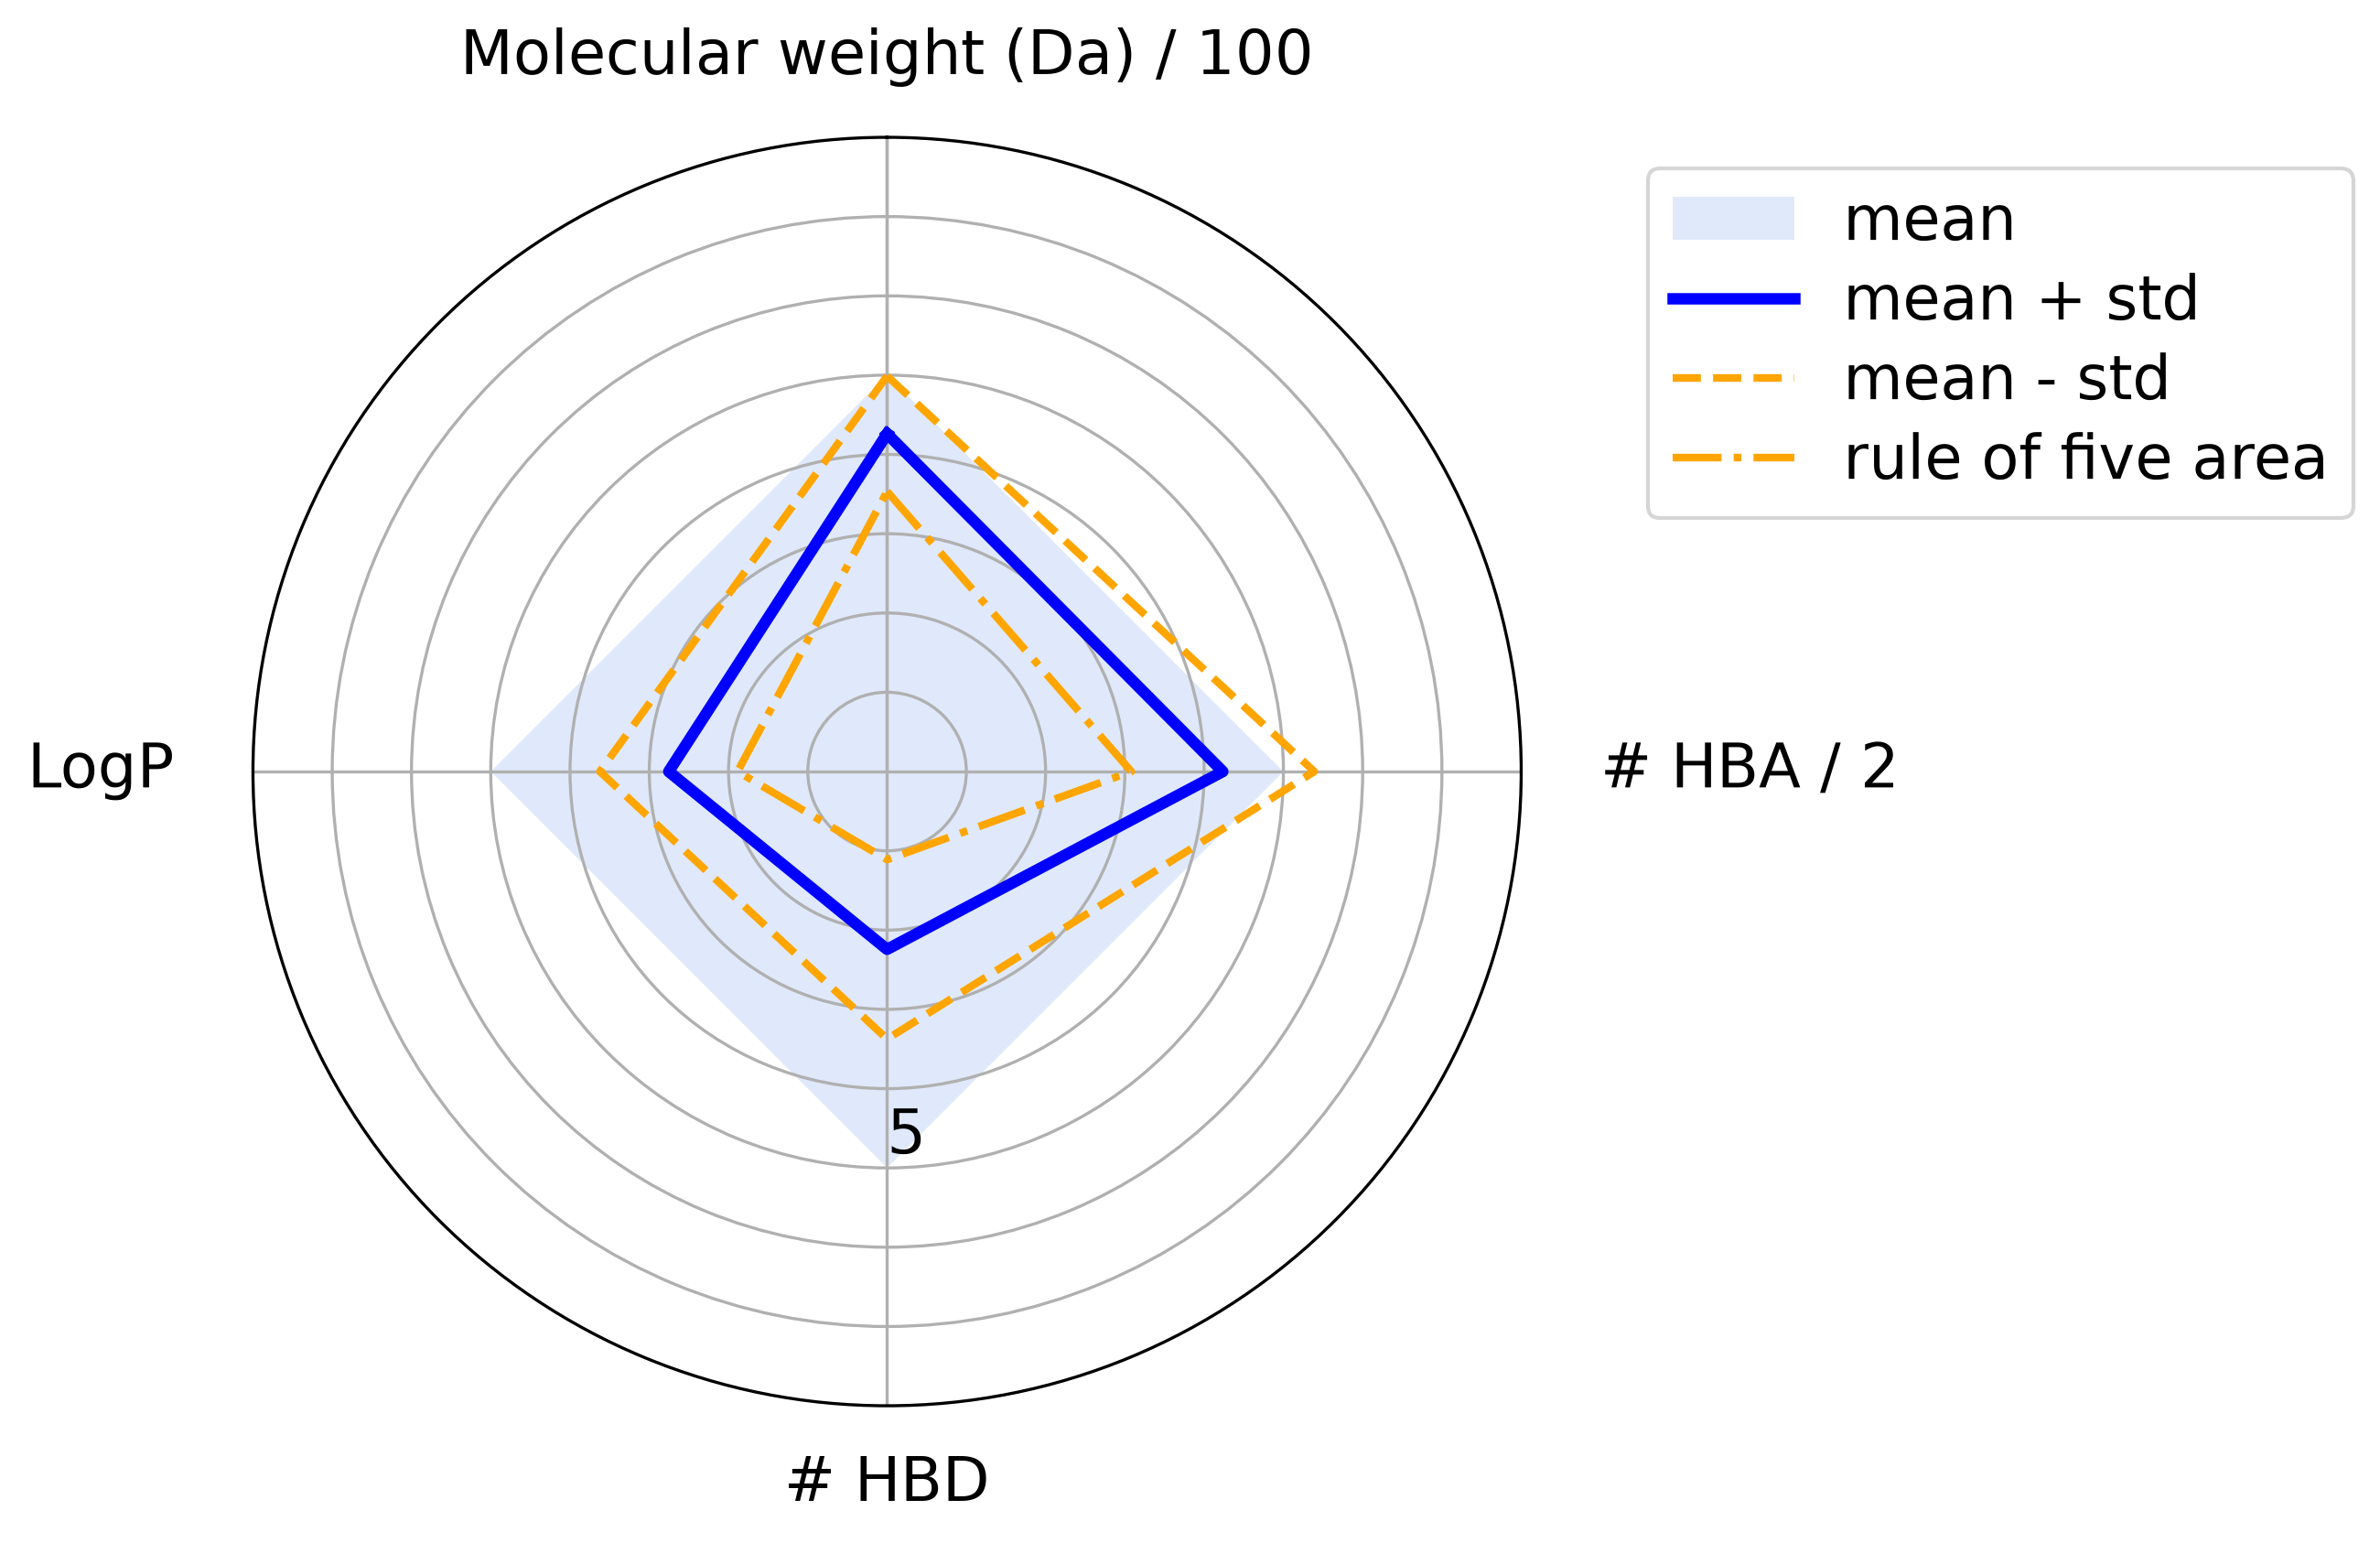 Molecular weight (Da) / 100
mean
mean + std
mean - std
rule of five area
LogP
# HBA / 2
5
# HBD